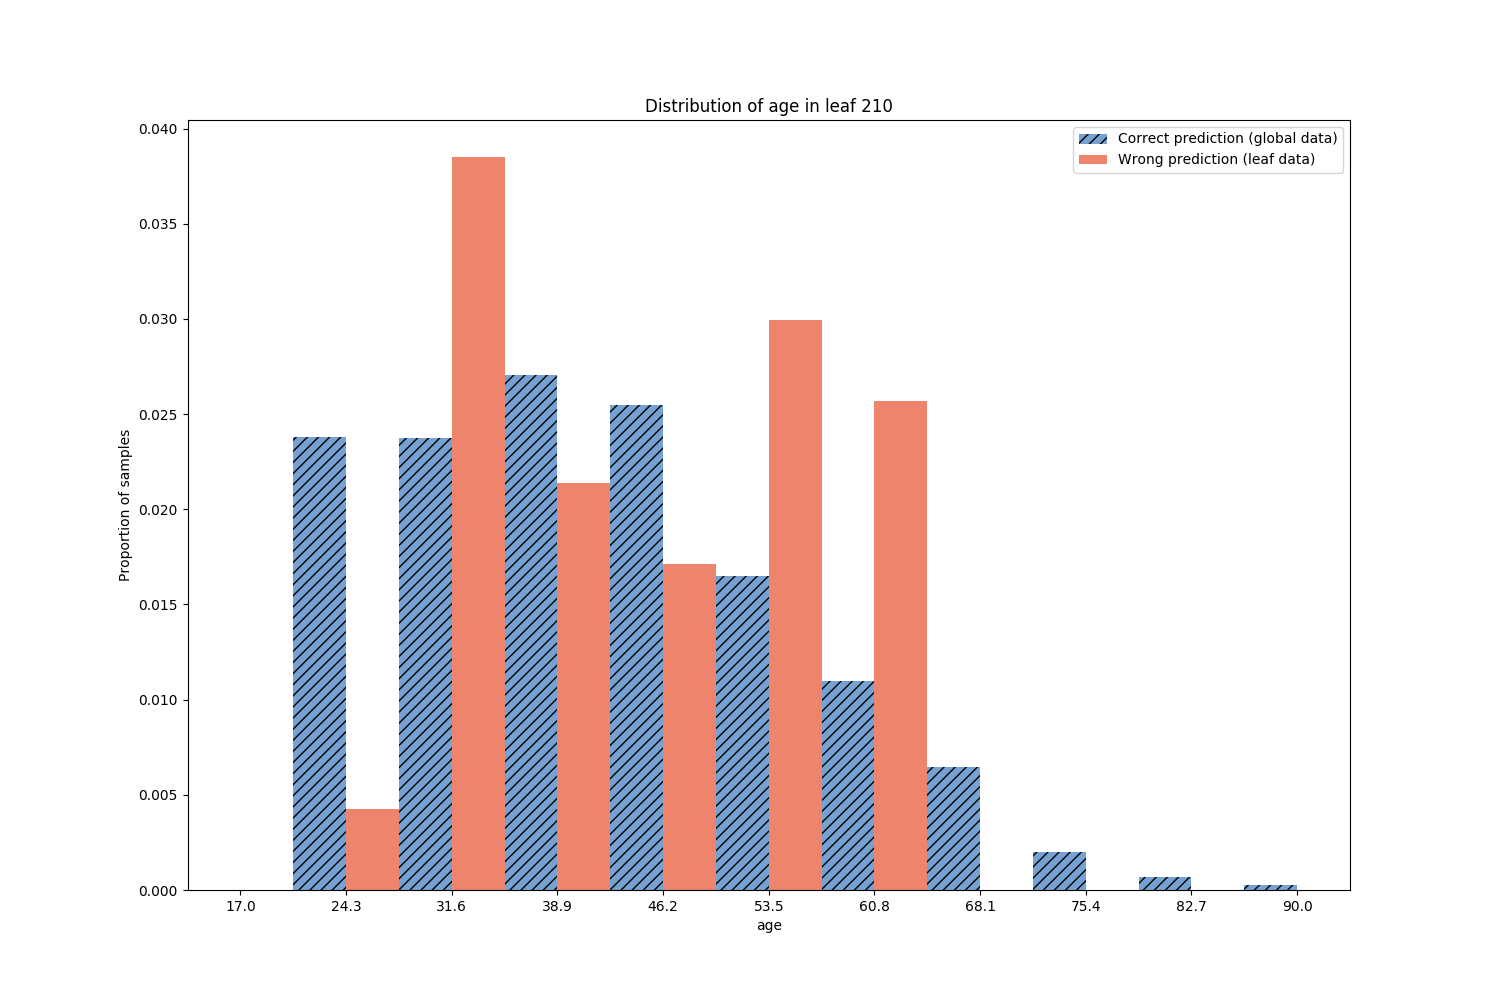 Distribution of age in leaf 210
Correct prediction (global data)
Wrong prediction (leaf data)
Proportion of samples
0.040
0.035
0.030
0.025
0.020
0.015
0.010
0.005
0.000
17.0 24.3 31.6 38.9 46.2 53.5 60.8 68.1 75.4 82.7 90.0
age